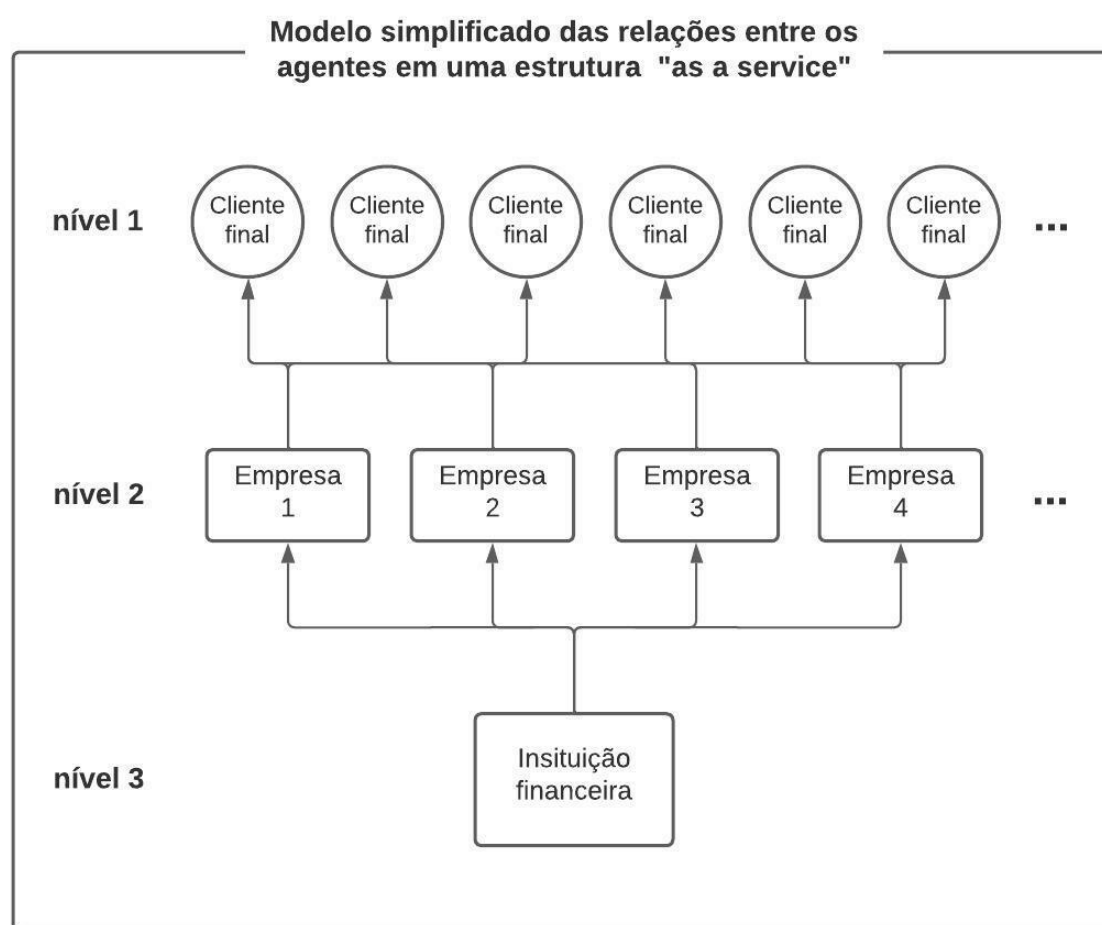 Modelo simplificado das relações entre os
agentes em uma estrutura "as a service"
nível 1
Cliente
final
Cliente
final
Cliente
final
Cliente
final
Cliente
final
Cliente
final
...
nível 2
Empresa
1
Empresa
2
Empresa
3
Empresa
4
...
nível 3
Insituição
financeira